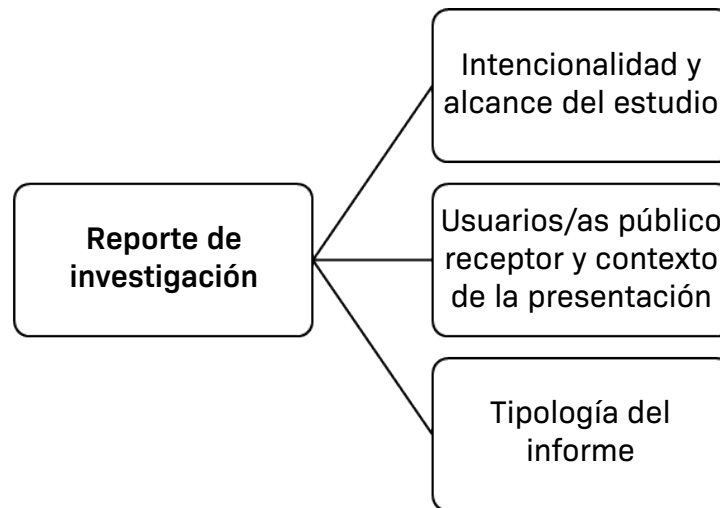 Reporte de
investigación
Intencionalidad y
alcance del estudio
Usuarios/as público
receptor y contexto
de la presentación
Tipología del
informe